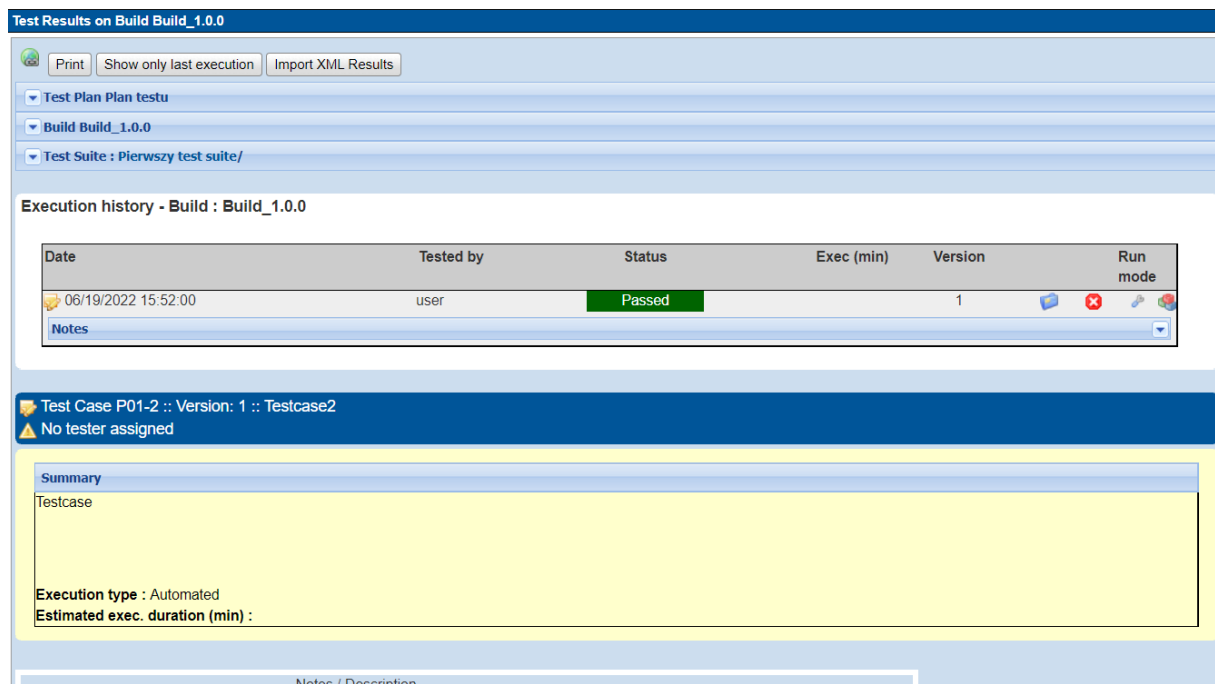 Test Results on Build Build_1.0.0
Print Show only last execution Import XML Results
Test Plan Plan testu
Build Build_1.0.0
Test Suite : Pierwszy test suite/
Execution history - Build : Build_1.0.0
Date Tested by Status Exec (min) Version Run mode
06/19/2022 15:52:00 user Passed 1
Notes
Test Case P01-2 :: Version: 1 :: Testcase2
No tester assigned
Summary
Testcase
Execution type : Automated
Estimated exec. duration (min) :
Notes / Description